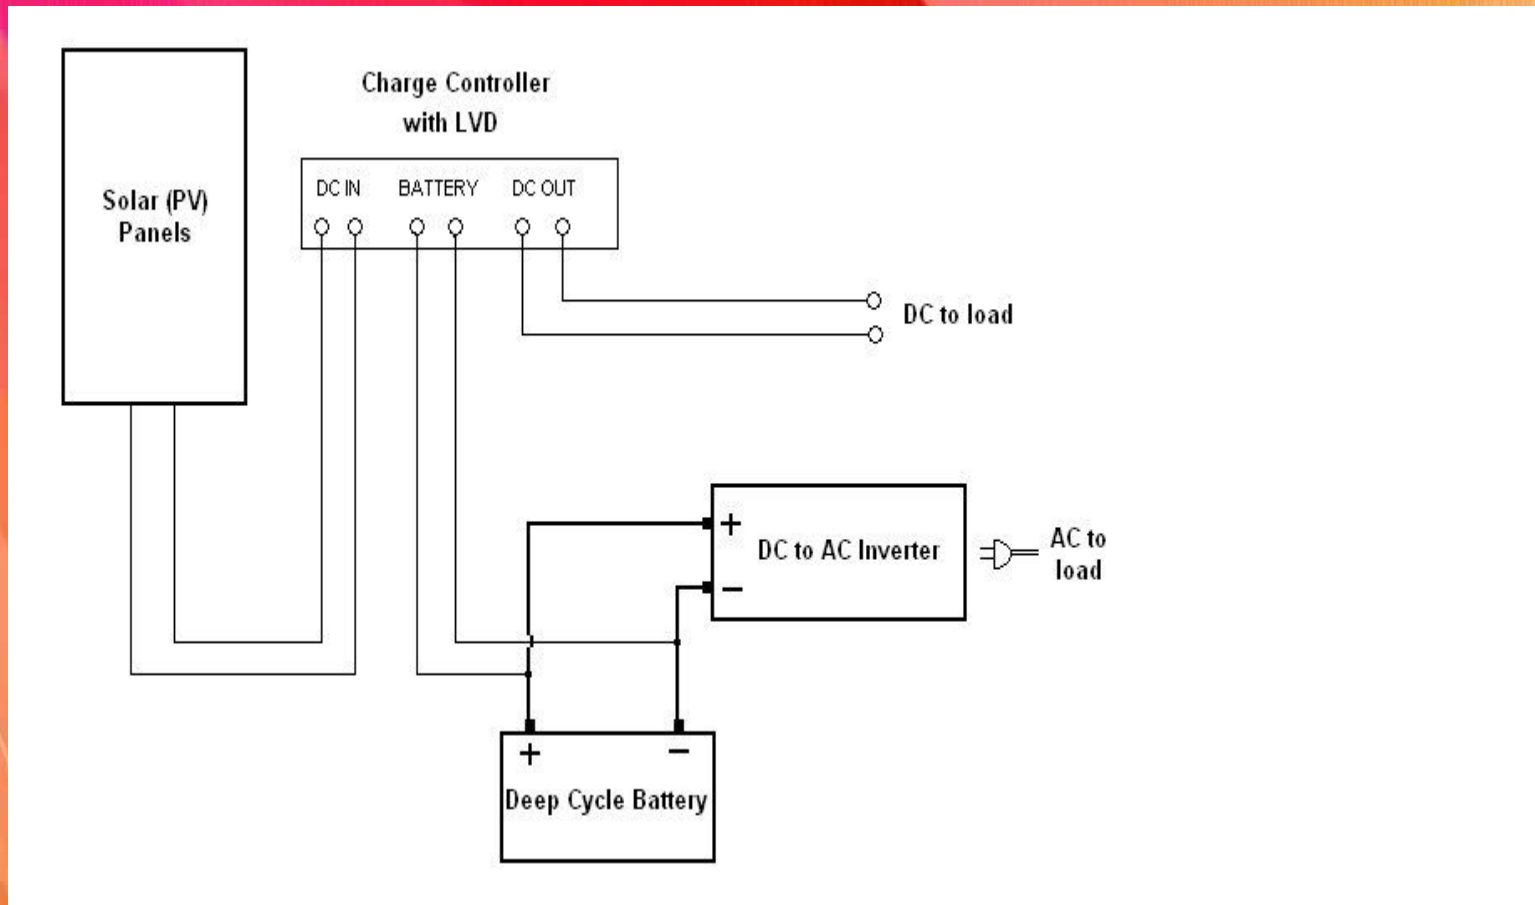 Charge Controller
with LVD
Solar (PV)
Panels
DC IN BATTERY DC OUT
DC to load
+
DC to AC Inverter
−
AC to
load
+ −
Deep Cycle Battery